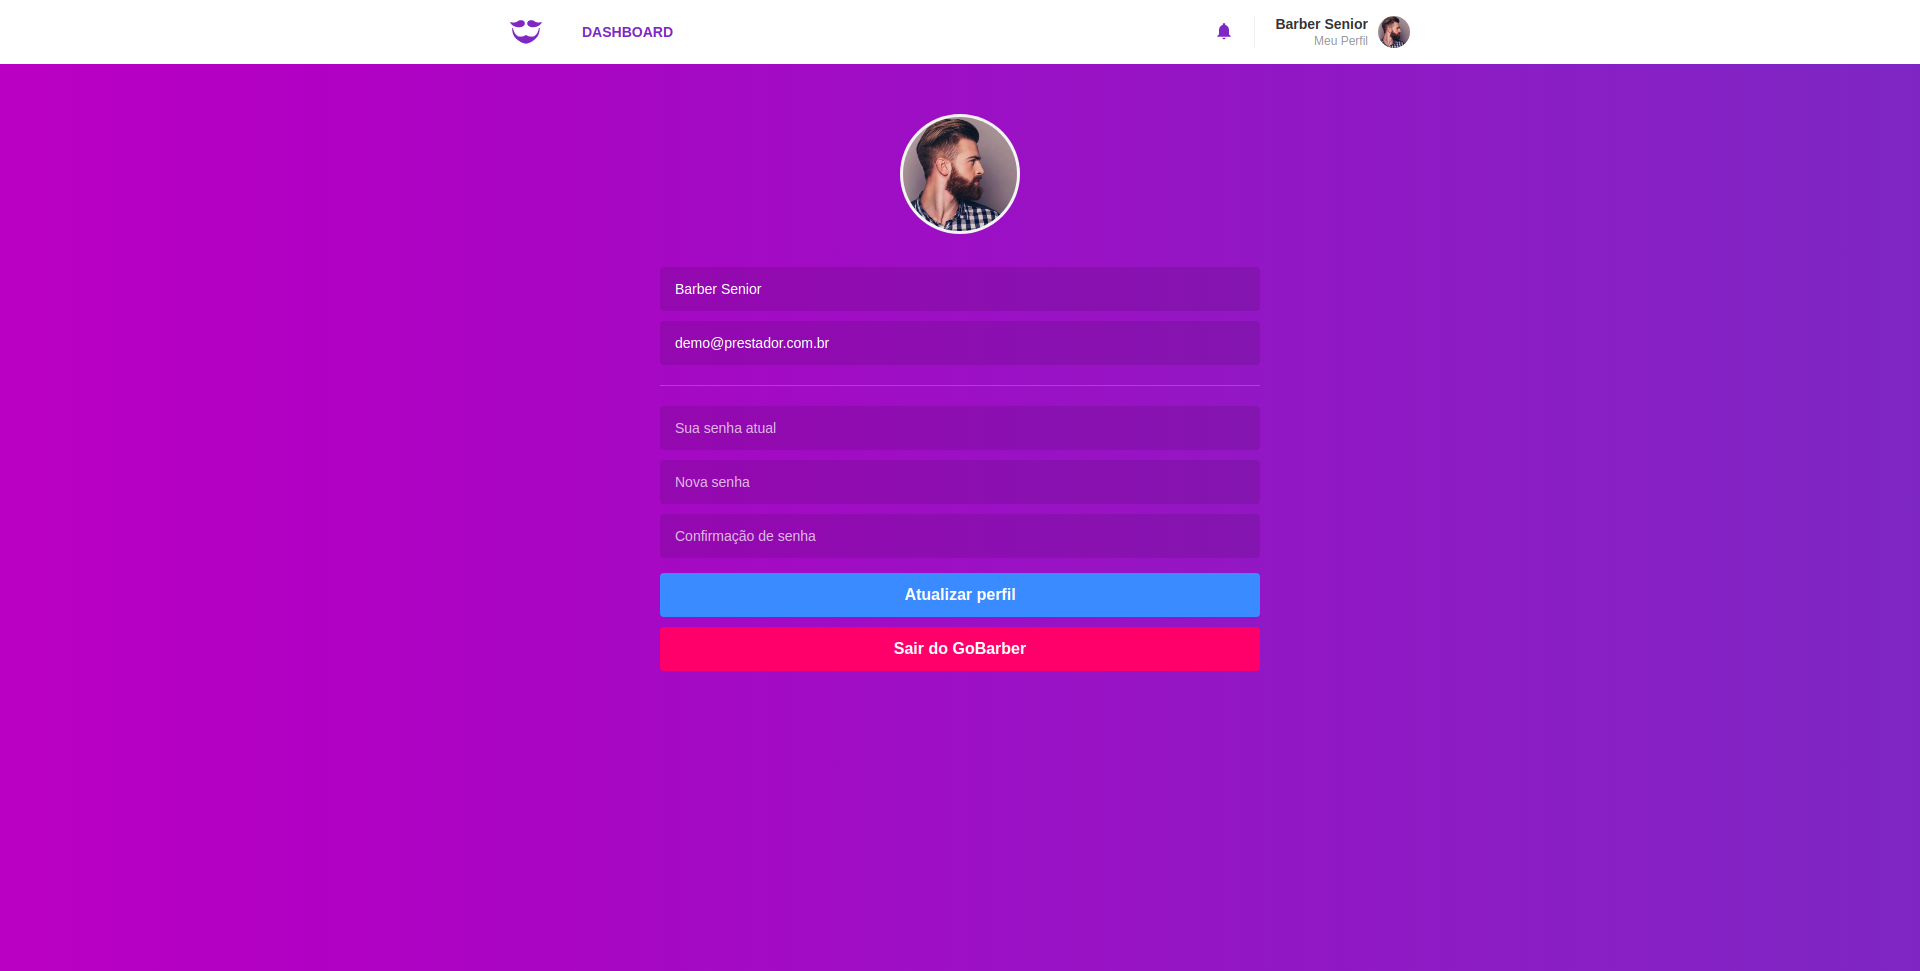 DASHBOARD
Barber Senior
Meu Perfil
Barber Senior
demo@prestador.com.br
Sua senha atual
Nova senha
Confirmação de senha
Atualizar perfil
Sair do GoBarber